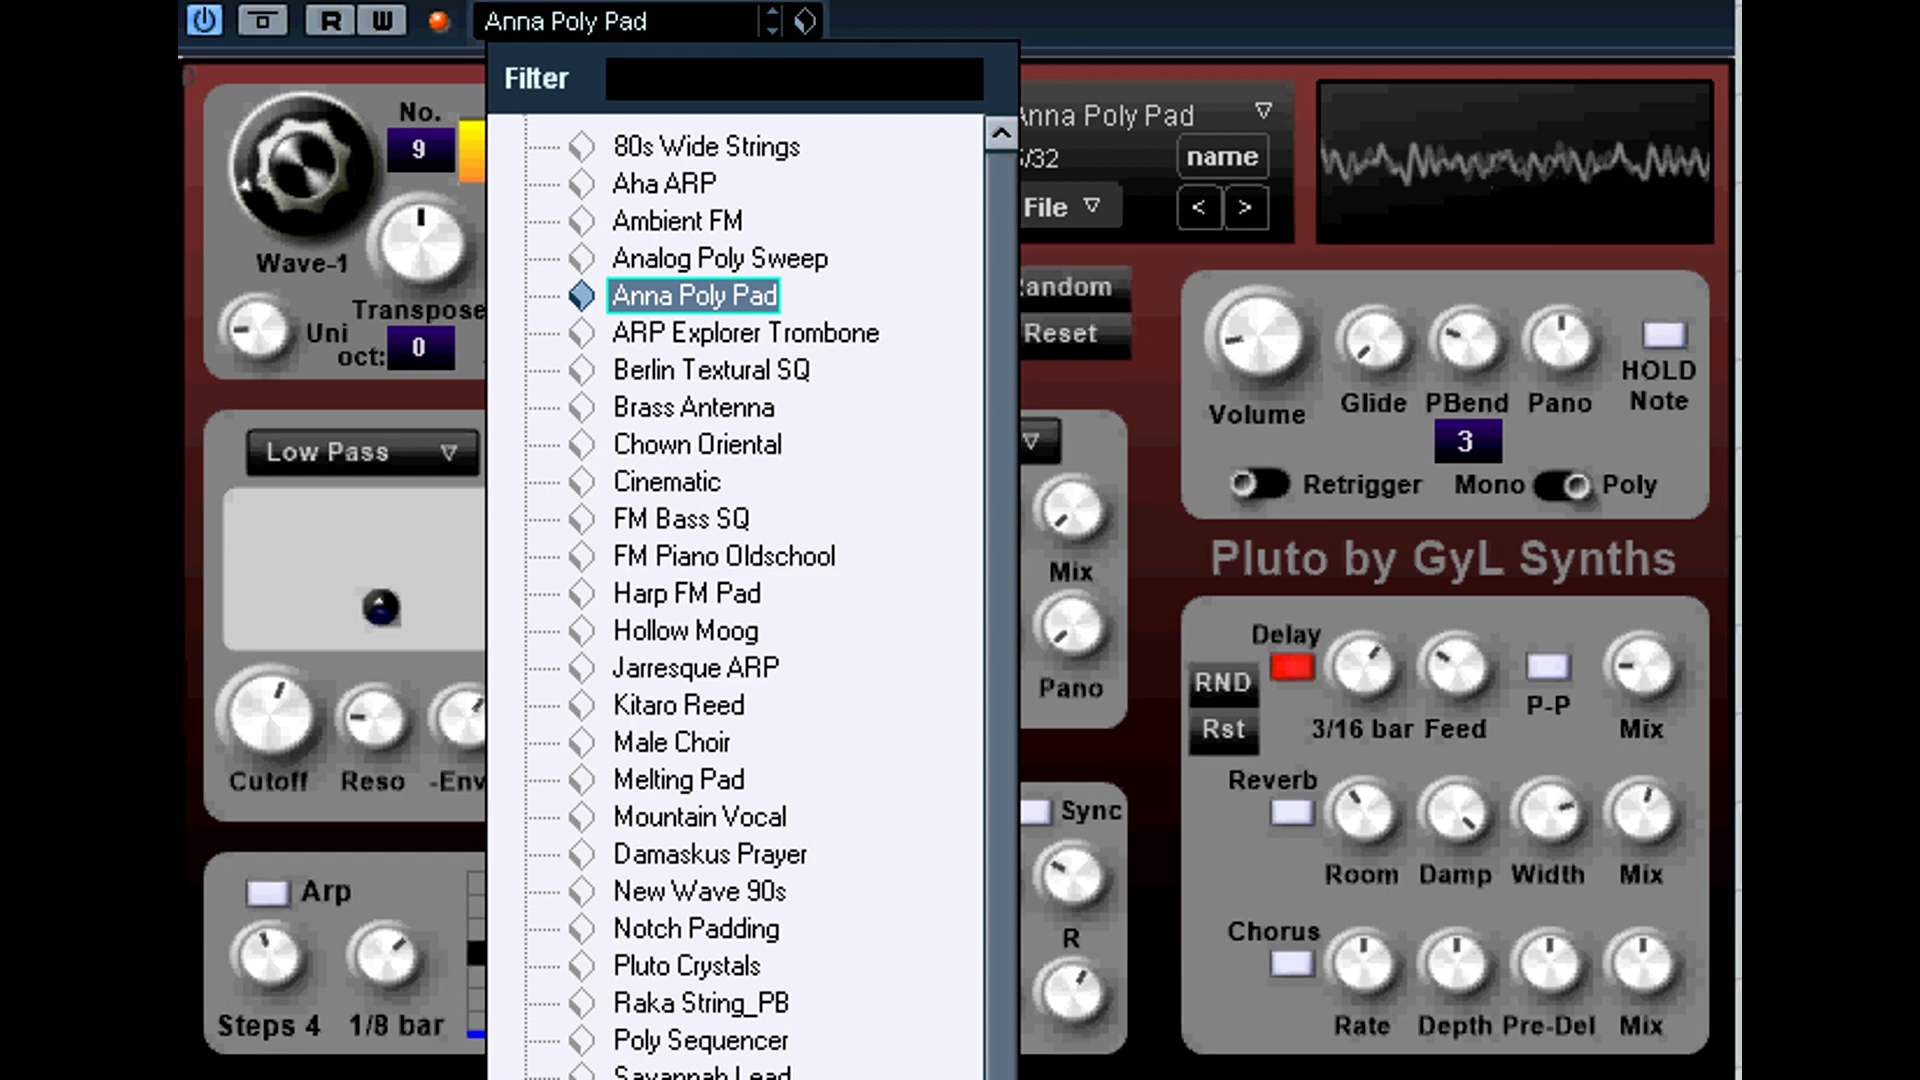 R W
Anna Poly Pad
Filter
80s Wide Strings
Aha ARP
Ambient FM
Analog Poly Sweep
Anna Poly Pad
ARP Explorer Trombone
Berlin Textural SQ
Brass Antenna
Chown Oriental
Cinematic
FM Bass SQ
FM Piano Oldschool
Harp FM Pad
Hollow Moog
Jarresque ARP
Kitaro Reed
Male Choir
Melting Pad
Mountain Vocal
Damaskus Prayer
New Wave 90s
Notch Padding
Pluto Crystals
Raka String_PB
Poly Sequencer
Savannah Lead
No.
9
Wave-1
Transpose
Uni
oct:
0
Low Pass
Cutoff Reso -Env
Arp
Steps 4 1/8 bar
Anna Poly Pad
/32
name
File
< >
Random
Reset
Mix
Pano
Sync
R
Volume Glide PBend Pano
3
HOLD
Note
Retrigger Mono Poly
Pluto by GyL Synths
Delay
RND
Rst
3/16 bar Feed P-P Mix
Reverb
Room Damp Width Mix
Chorus
Rate Depth Pre-Del Mix